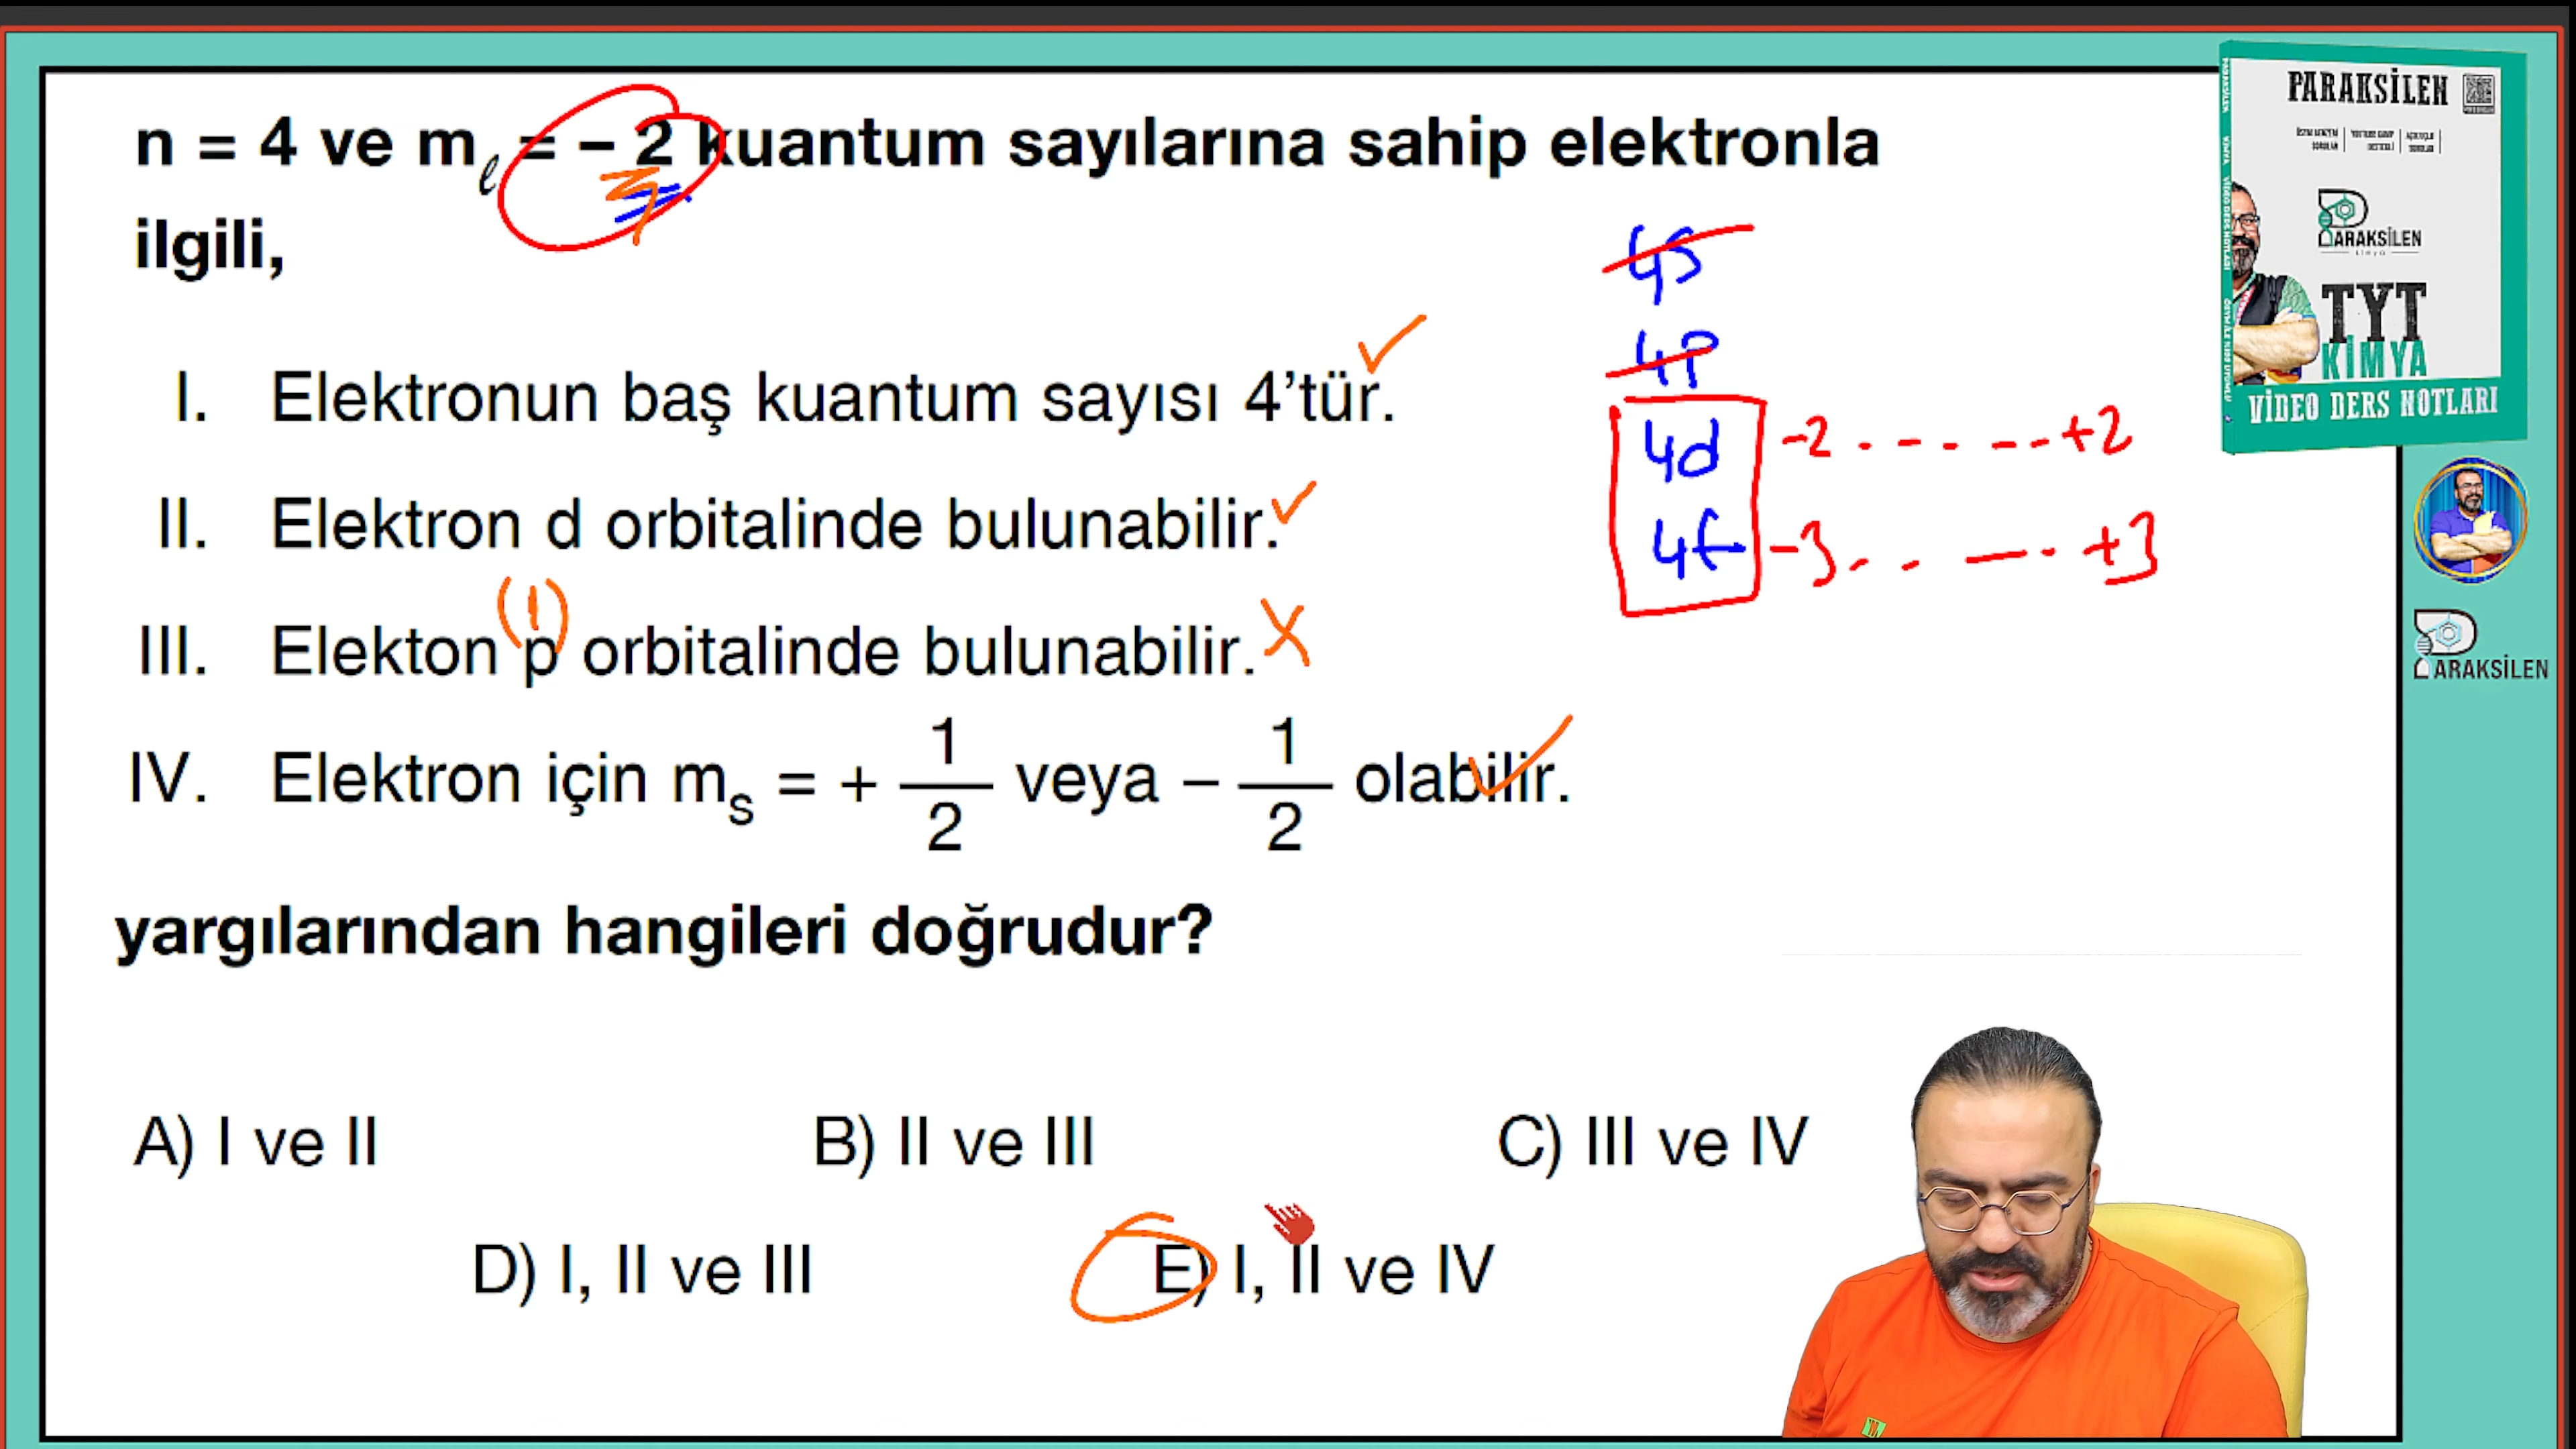 n = 4 ve mℓ = – 2 kuantum sayılarına sahip elektronla
ilgili,
I. Elektronun baş kuantum sayısı 4’tür.
II. Elektron d orbitalinde bulunabilir.
(1)
III. Elekton p orbitalinde bulunabilir.
IV. Elektron için ms = + 1/2 veya – 1/2 olabilir.
yargılarından hangileri doğrudur?
A) I ve II
B) II ve III
C) III ve IV
D) I, II ve III
E) I, II ve IV
4s
4p
4d -2 . - - - - - +2
4f -3 . . — . +3
PARAKSİLEN
PARAKSİLEN
kimya
TYT
KİMYA
VİDEO DERS NOTLARI
PARAKSİLEN